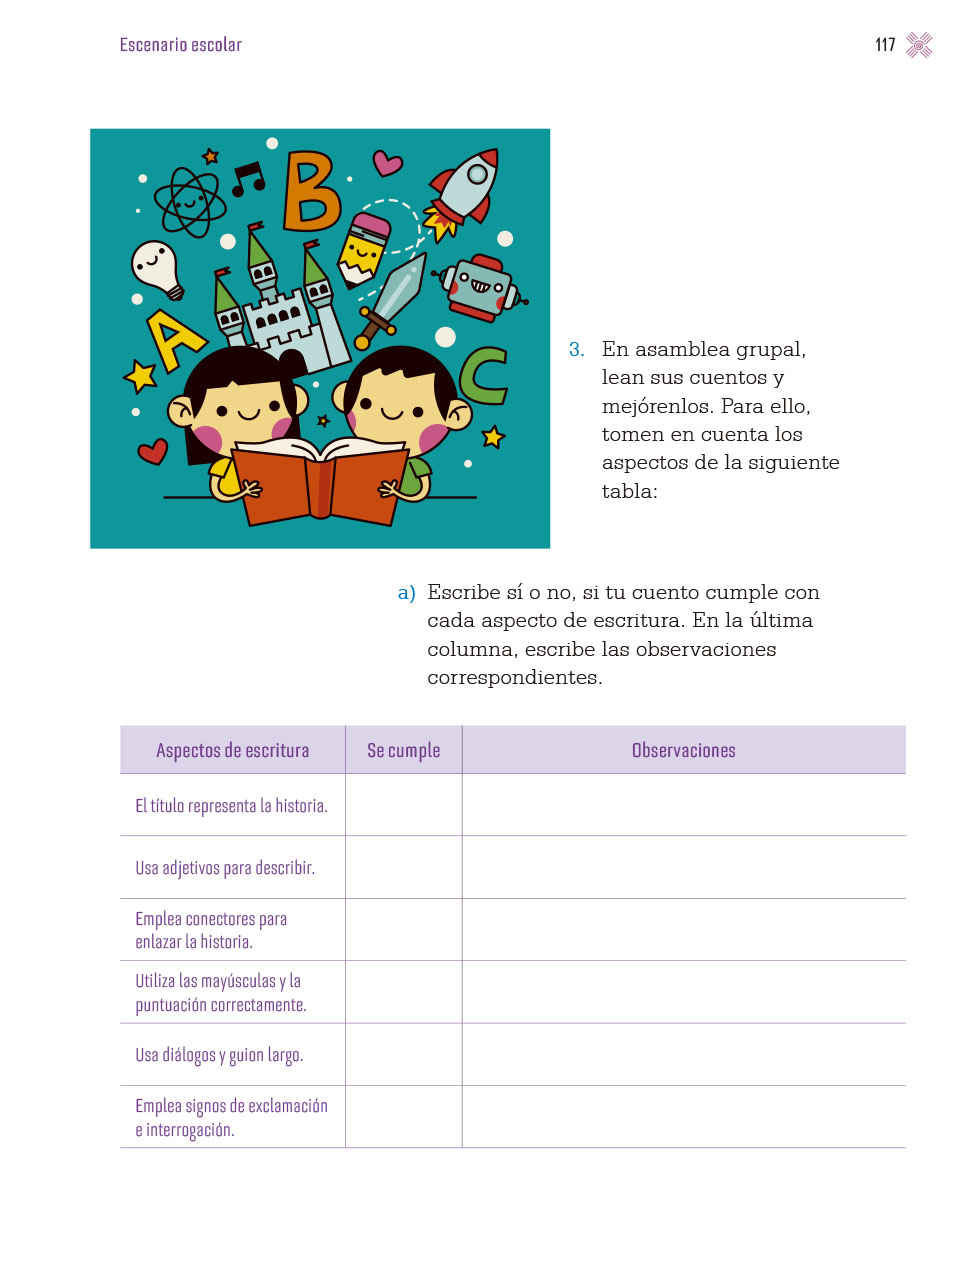 Escenario escolar
117
B
A
C
3. En asamblea grupal,
lean sus cuentos y
mejórenlos. Para ello,
tomen en cuenta los
aspectos de la siguiente
tabla:
a) Escribe sí o no, si tu cuento cumple con
cada aspecto de escritura. En la última
columna, escribe las observaciones
correspondientes.
Aspectos de escritura
Se cumple
Observaciones
El título representa la historia.
Usa adjetivos para describir.
Emplea conectores para
enlazar la historia.
Utiliza las mayúsculas y la
puntuación correctamente.
Usa diálogos y guion largo.
Emplea signos de exclamación
e interrogación.